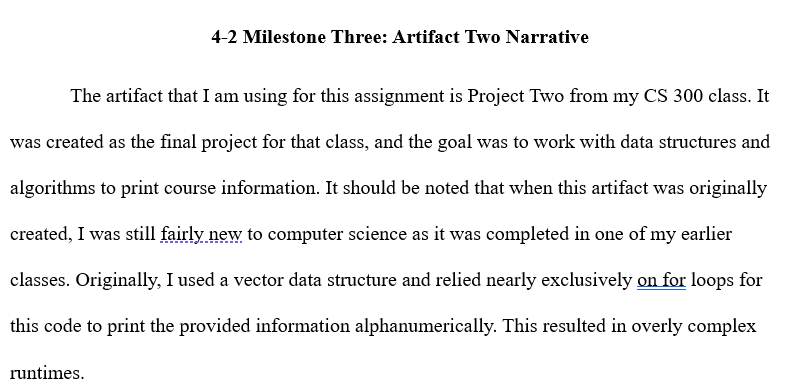 4-2 Milestone Three: Artifact Two Narrative
The artifact that I am using for this assignment is Project Two from my CS 300 class. It
was created as the final project for that class, and the goal was to work with data structures and
algorithms to print course information. It should be noted that when this artifact was originally
created, I was still fairly new to computer science as it was completed in one of my earlier
classes. Originally, I used a vector data structure and relied nearly exclusively on for loops for
this code to print the provided information alphanumerically. This resulted in overly complex
runtimes.